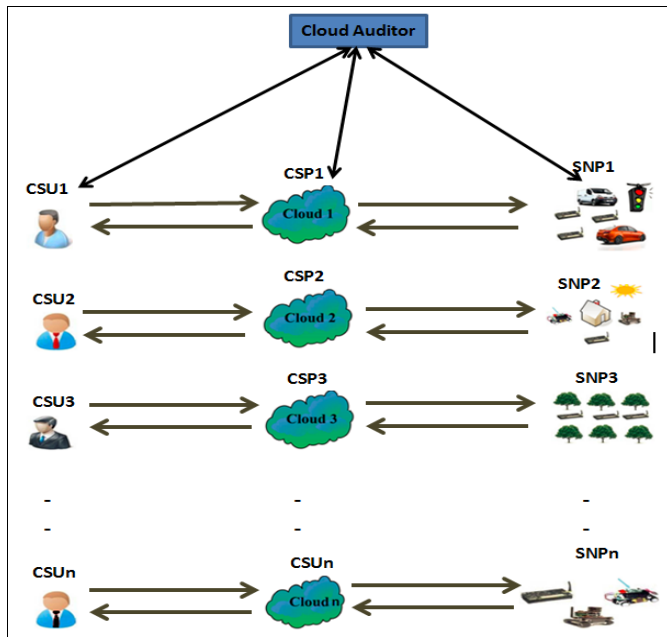 Cloud Auditor
CSU1
CSP1
SNP1
Cloud 1
CSU2
CSP2
SNP2
Cloud 2
CSU3
CSP3
SNP3
Cloud 3
- - -
- - -
CSUn
CSUn
SNPn
Cloud n